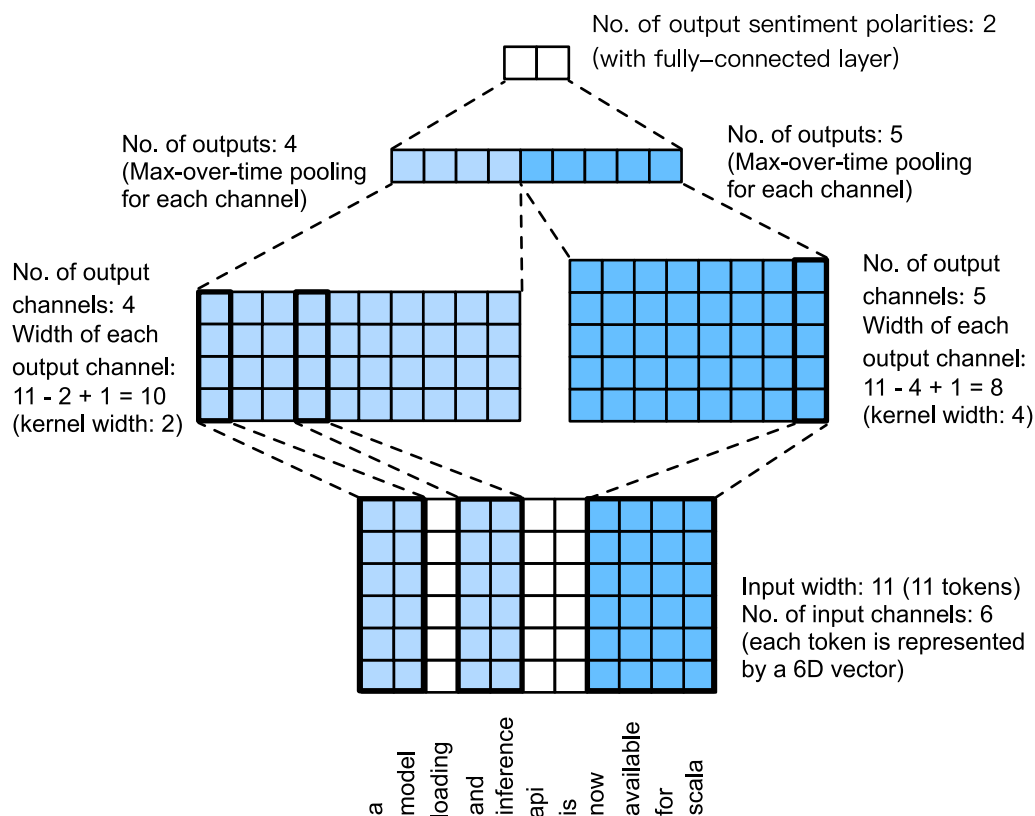 No. of output sentiment polarities: 2
(with fully–connected layer)
No. of outputs: 4
(Max-over-time pooling
for each channel)
No. of outputs: 5
(Max-over-time pooling
for each channel)
No. of output
channels: 4
Width of each
output channel:
11 - 2 + 1 = 10
(kernel width: 2)
No. of output
channels: 5
Width of each
output channel:
11 - 4 + 1 = 8
(kernel width: 4)
Input width: 11 (11 tokens)
No. of input channels: 6
(each token is represented
by a 6D vector)
a
model
loading
and
inference
api
is
now
available
for
scala